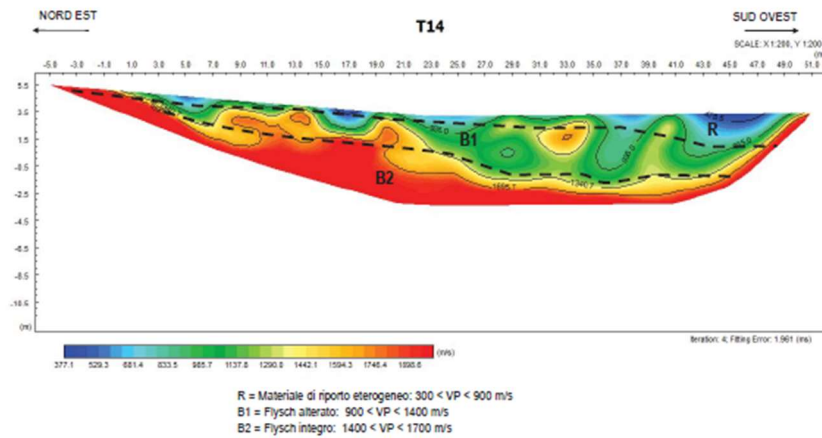 NORD EST
T14
SUD OVEST
SCALE: X 1:200, Y 1:200
-5.0 -3.0 -1.0 1.0 3.0 5.0 7.0 9.0 11.0 13.0 15.0 17.0 19.0 21.0 23.0 25.0 27.0 29.0 31.0 33.0 35.0 37.0 39.0 41.0 43.0 45.0 47.0 49.0 51.0
5.5
3.5
1.5
-0.5
-2.5
-4.5
-6.5
-8.5
-10.5
(m)
R
B1
B2
1340.7
377.1 529.3 681.4 833.5 985.7 1137.8 1290.0 1442.1 1594.3 1746.4 1898.6
(m/s)
Iteration: 4; Fitting Error: 1.961 (ms)
R = Materiale di riporto eterogeneo: 300 < VP < 900 m/s
B1 = Flysch alterato: 900 < VP < 1400 m/s
B2 = Flysch integro: 1400 < VP < 1700 m/s